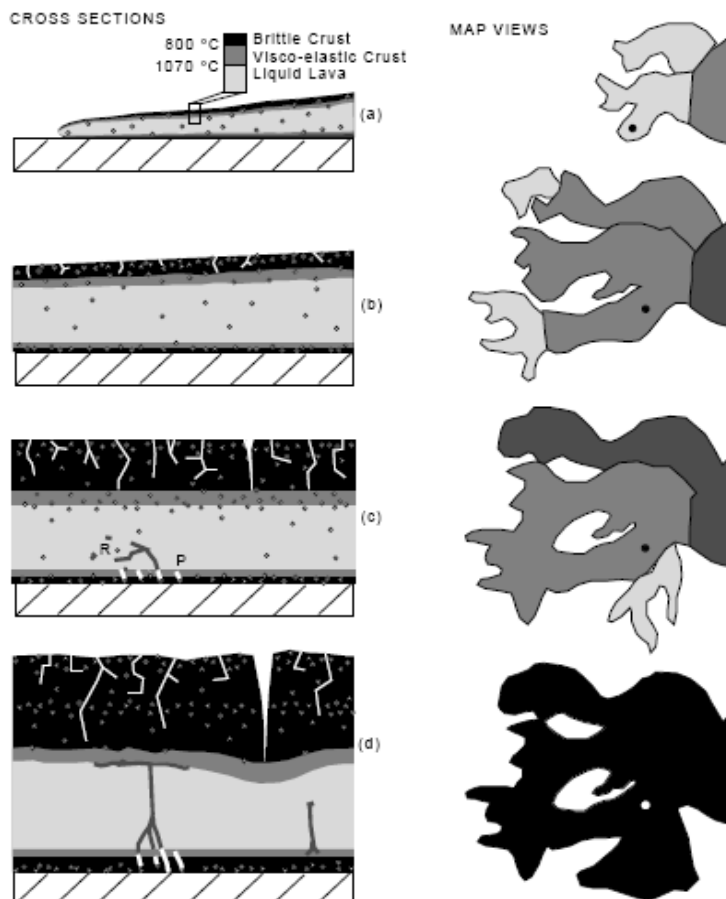 CROSS SECTIONS
MAP VIEWS
800 °C
Brittle Crust
1070 °C
Visco-elastic Crust
Liquid Lava
(a)
(b)
(c)
R
P
(d)